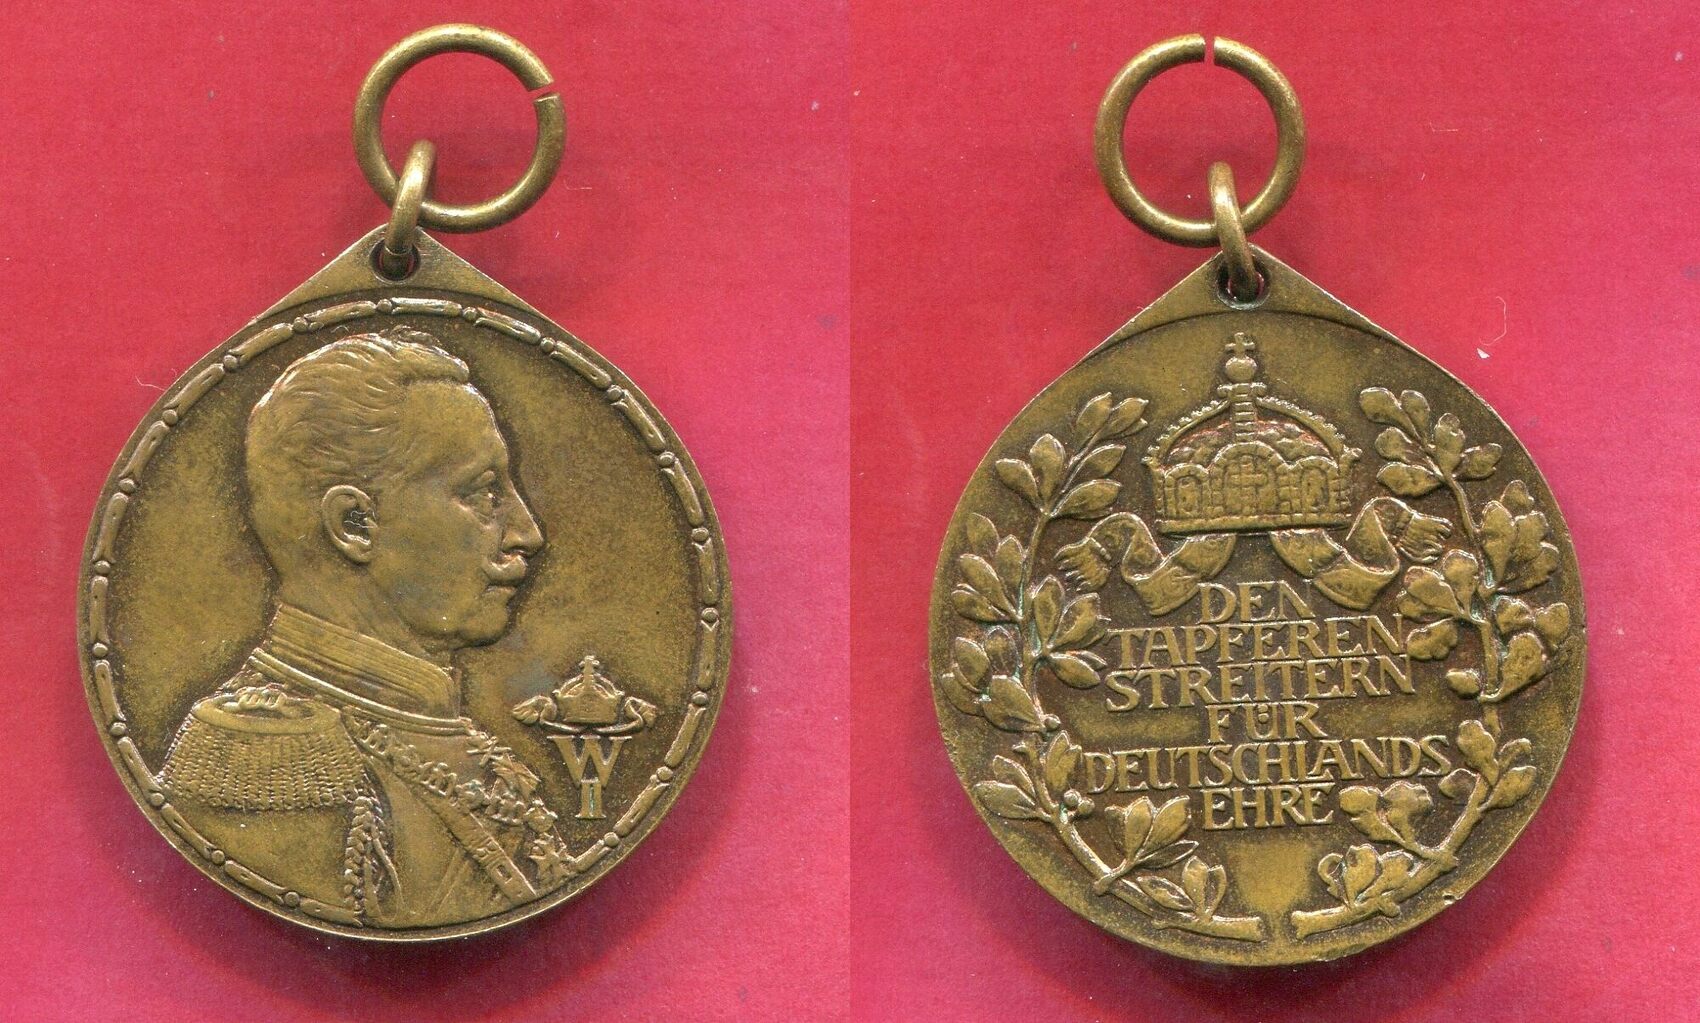 W
I
DEN
TAPFEREN
STREITERN
FÜR
DEUTSCHLANDS
EHRE